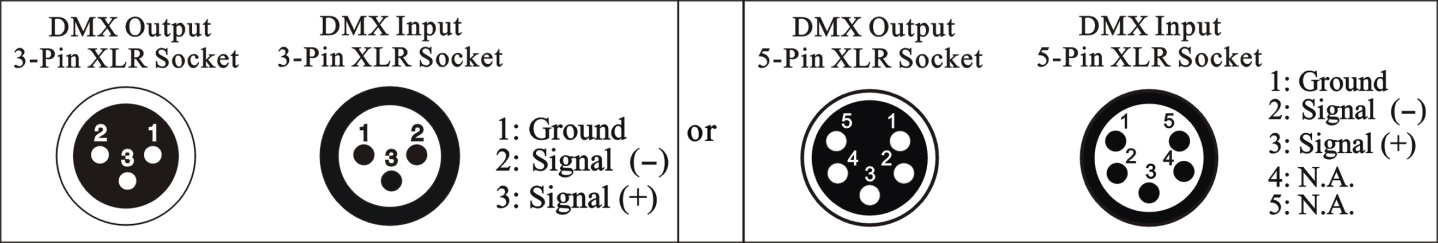 DMX Output
3-Pin XLR Socket
2 1
3
DMX Input
3-Pin XLR Socket
1 2
3
1: Ground
2: Signal (−)
3: Signal (+)
or
DMX Output
5-Pin XLR Socket
5 1
4 2
3
DMX Input
5-Pin XLR Socket
1 5
2 4
3
1: Ground
2: Signal (−)
3: Signal (+)
4: N.A.
5: N.A.